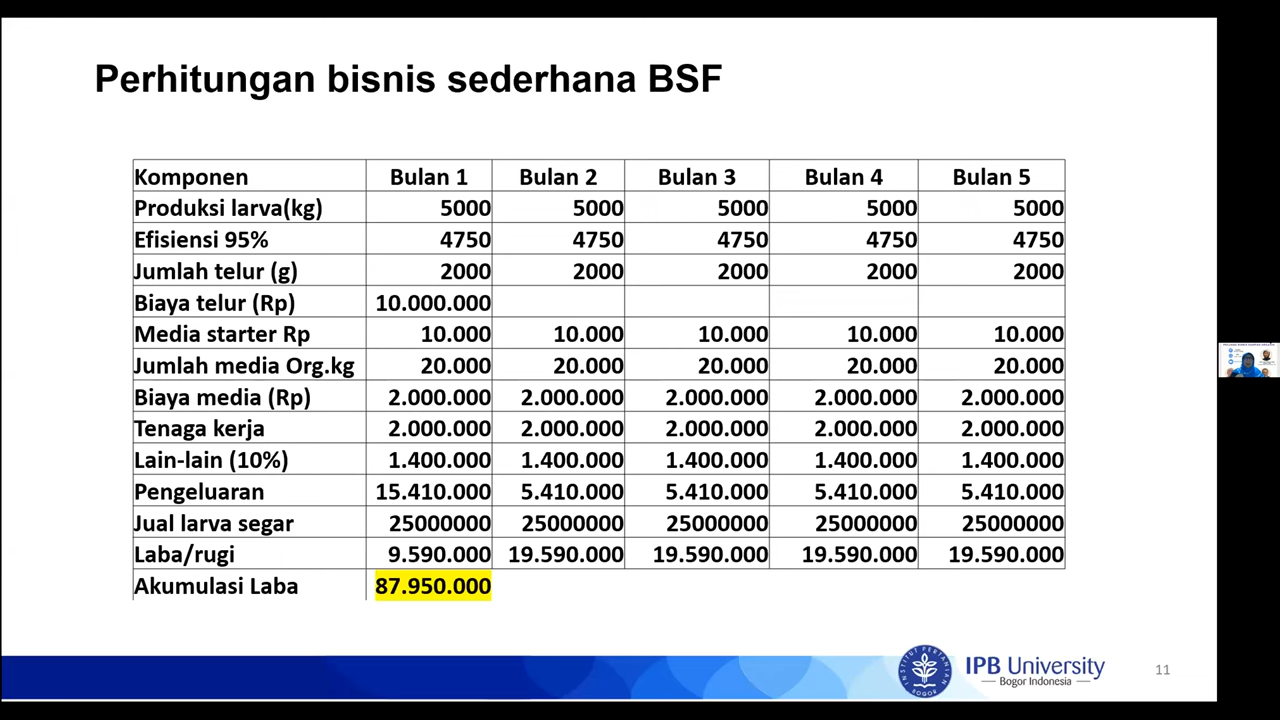 Perhitungan bisnis sederhana BSF
Komponen Bulan 1 Bulan 2 Bulan 3 Bulan 4 Bulan 5
Produksi larva(kg) 5000 5000 5000 5000 5000
Efisiensi 95% 4750 4750 4750 4750 4750
Jumlah telur (g) 2000 2000 2000 2000 2000
Biaya telur (Rp) 10.000.000
Media starter Rp 10.000 10.000 10.000 10.000 10.000
Jumlah media Org.kg 20.000 20.000 20.000 20.000 20.000
Biaya media (Rp) 2.000.000 2.000.000 2.000.000 2.000.000 2.000.000
Tenaga kerja 2.000.000 2.000.000 2.000.000 2.000.000 2.000.000
Lain-lain (10%) 1.400.000 1.400.000 1.400.000 1.400.000 1.400.000
Pengeluaran 15.410.000 5.410.000 5.410.000 5.410.000 5.410.000
Jual larva segar 25000000 25000000 25000000 25000000 25000000
Laba/rugi 9.590.000 19.590.000 19.590.000 19.590.000 19.590.000
Akumulasi Laba 87.950.000
INSTITUT PERTANIAN BOGOR
IPB University
Bogor Indonesia
11